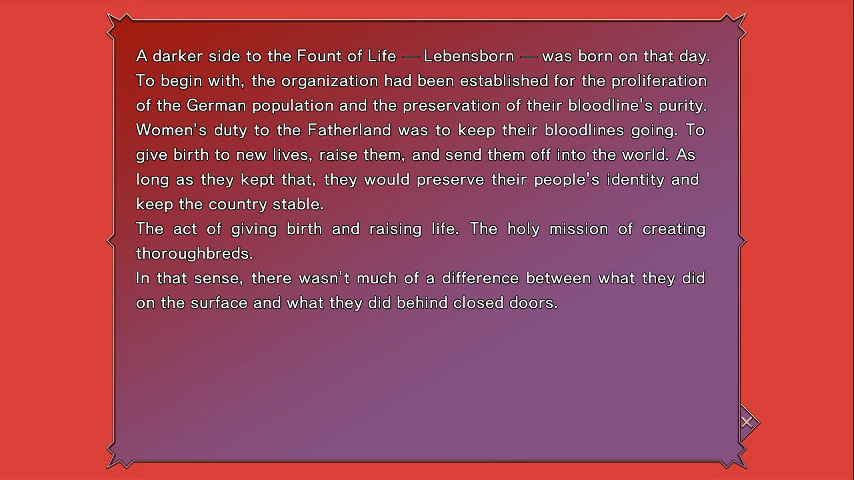 A darker side to the Fount of Life — Lebensborn — was born on that day.
To begin with, the organization had been established for the proliferation
of the German population and the preservation of their bloodline's purity.
Women's duty to the Fatherland was to keep their bloodlines going. To
give birth to new lives, raise them, and send them off into the world. As
long as they kept that, they would preserve their people's identity and
keep the country stable.
The act of giving birth and raising life. The holy mission of creating
thoroughbreds.
In that sense, there wasn't much of a difference between what they did
on the surface and what they did behind closed doors.